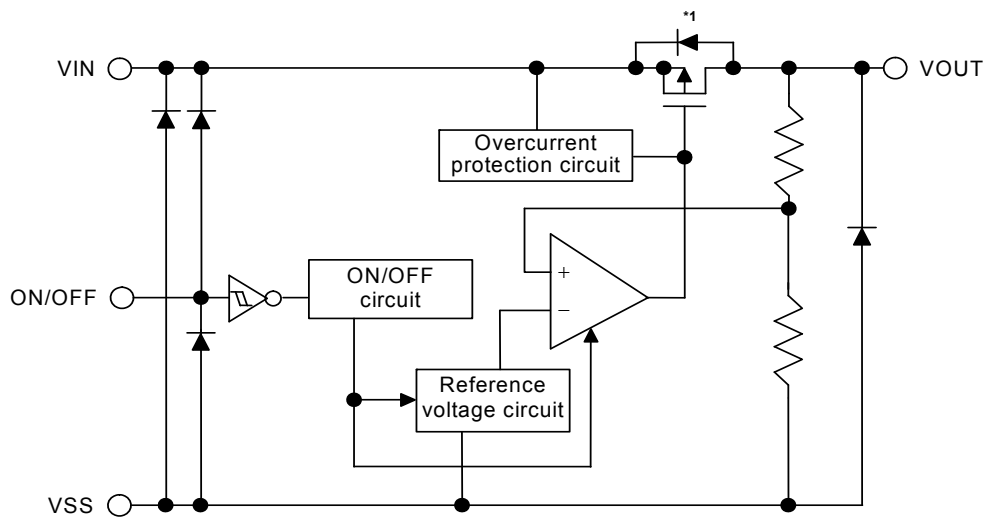 *1
VIN
VOUT
Overcurrent
protection circuit
ON/OFF
ON/OFF
circuit
+
−
Reference
voltage circuit
VSS